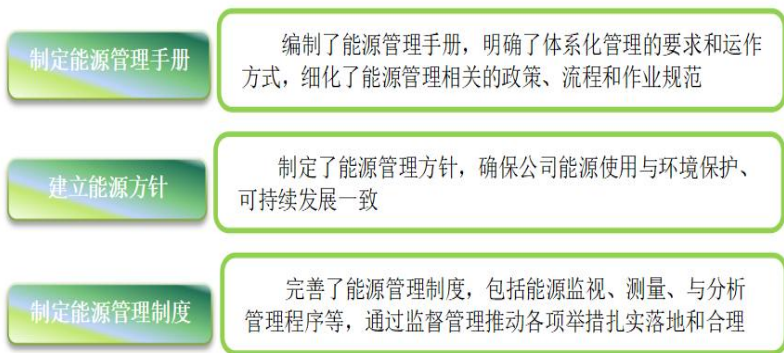 制定能源管理手册
编制了能源管理手册，明确了体系化管理的要求和运作
方式，细化了能源管理相关的政策、流程和作业规范
建立能源方针
制定了能源管理方针，确保公司能源使用与环境保护、
可持续发展一致
制定能源管理制度
完善了能源管理制度，包括能源监视、测量、与分析
管理程序等，通过监督管理推动各项举措扎实落地和合理